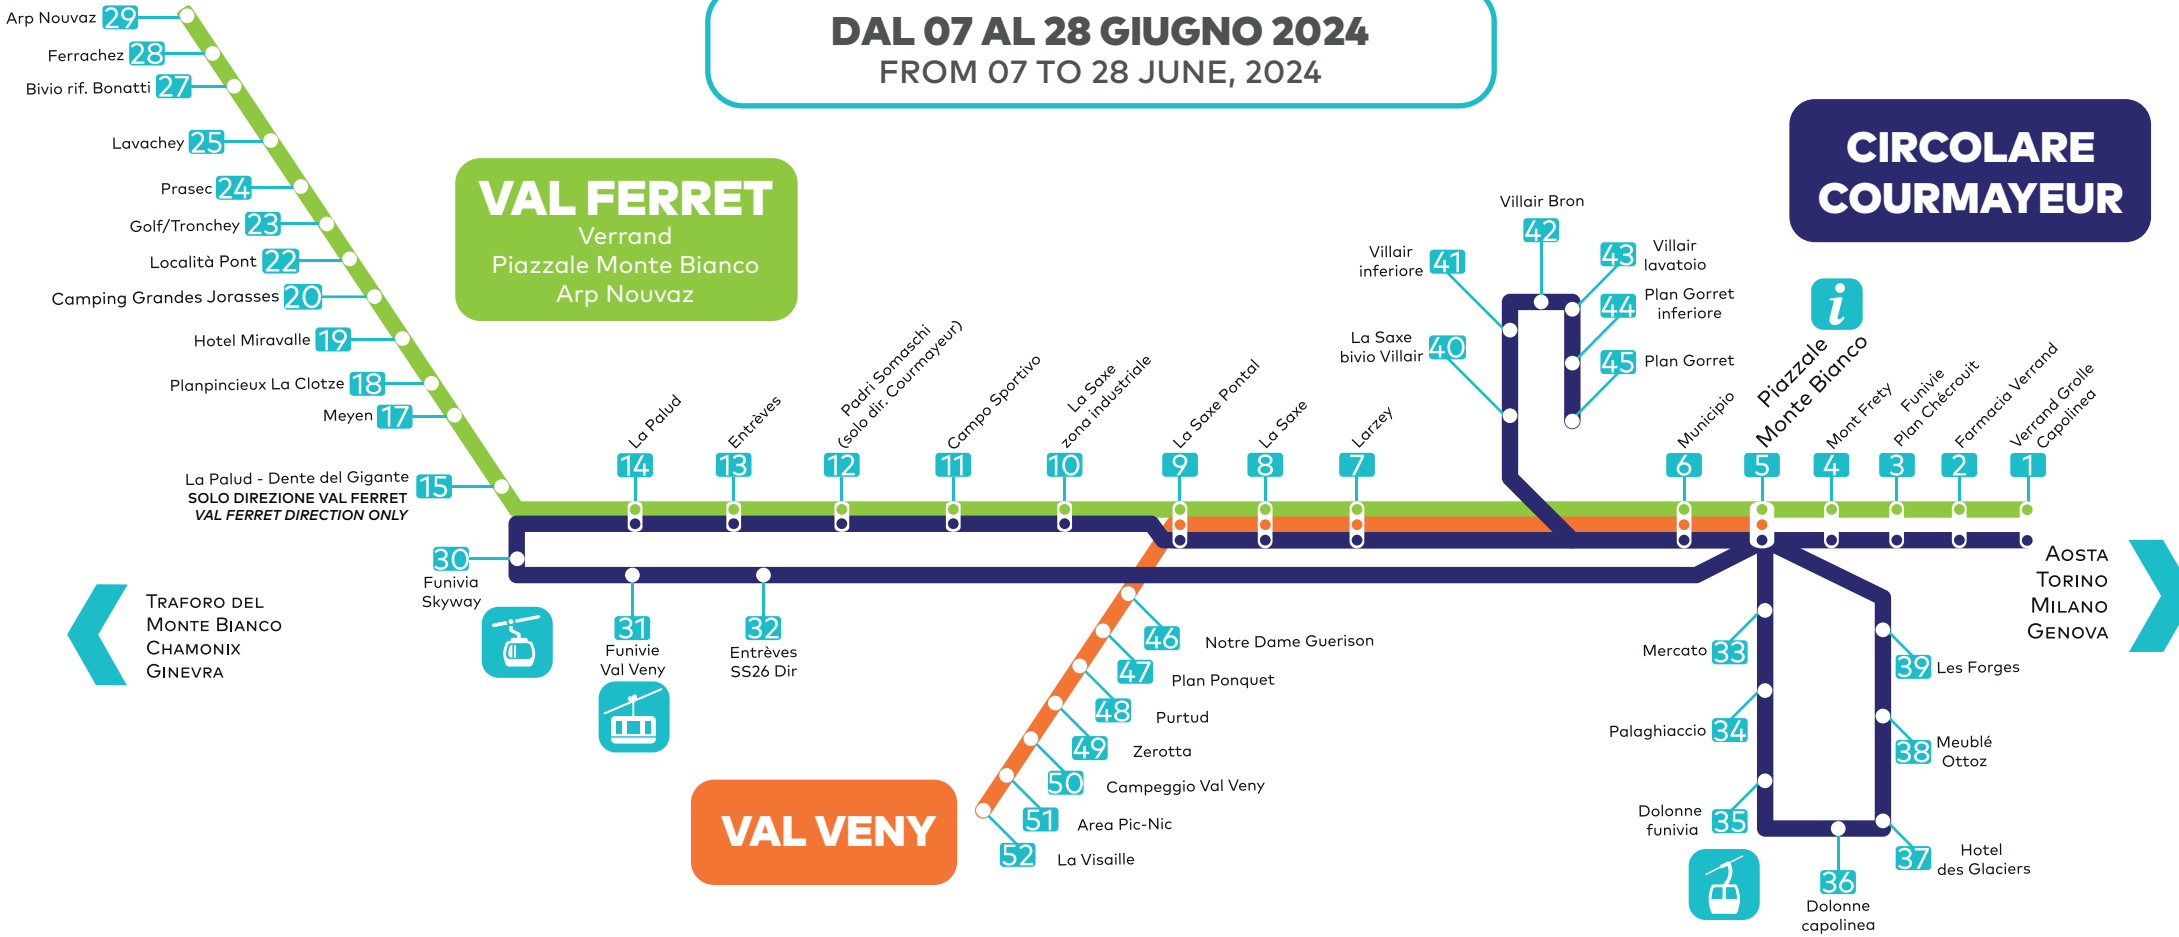 DAL 07 AL 28 GIUGNO 2024
FROM 07 TO 28 JUNE, 2024
CIRCOLARE
COURMAYEUR
VAL FERRET
Verrand
Piazzale Monte Bianco
Arp Nouvaz
Arp Nouvaz 29
Ferrachez 28
Bivio rif. Bonatti 27
Lavachey 25
Prasec 24
Golf/Tronchey 23
Località Pont 22
Camping Grandes Jorasses 20
Hotel Miravalle 19
Planpincieux La Clotze 18
Meyen 17
La Palud - Dente del Gigante 15
SOLO DIREZIONE VAL FERRET
VAL FERRET DIRECTION ONLY
La Palud
14
Entrèves
13
Padri Somaschi
(solo dir. Courmayeur)
12
Campo Sportivo
11
La Saxe
zona industriale
10
La Saxe Pontal
9
La Saxe
8
Larzey
7
La Saxe
bivio Villair 40
Villair
inferiore 41
Villair Bron
42
43 Villair
lavatoio
44 Plan Gorret
inferiore
45 Plan Gorret
Municipio
6
i
Piazzale
Monte Bianco
5
Mont Frety
4
Funivie
Plan Chécrouit
3
Farmacia Verrand
2
Verrand Grolle
Capolinea
1
30
Funivia
Skyway
31
Funivie
Val Veny
32
Entrèves
SS26 Dir
TRAFORO DEL
MONTE BIANCO
CHAMONIX
GINEVRA
AOSTA
TORINO
MILANO
GENOVA
46 Notre Dame Guerison
47 Plan Ponquet
48 Purtud
49 Zerotta
50 Campeggio Val Veny
51 Area Pic-Nic
52 La Visaille
VAL VENY
Mercato 33
Palaghiaccio 34
Dolonne
funivia 35
36
Dolonne
capolinea
37 Hotel
des Glaciers
38 Meublé
Ottoz
39 Les Forges